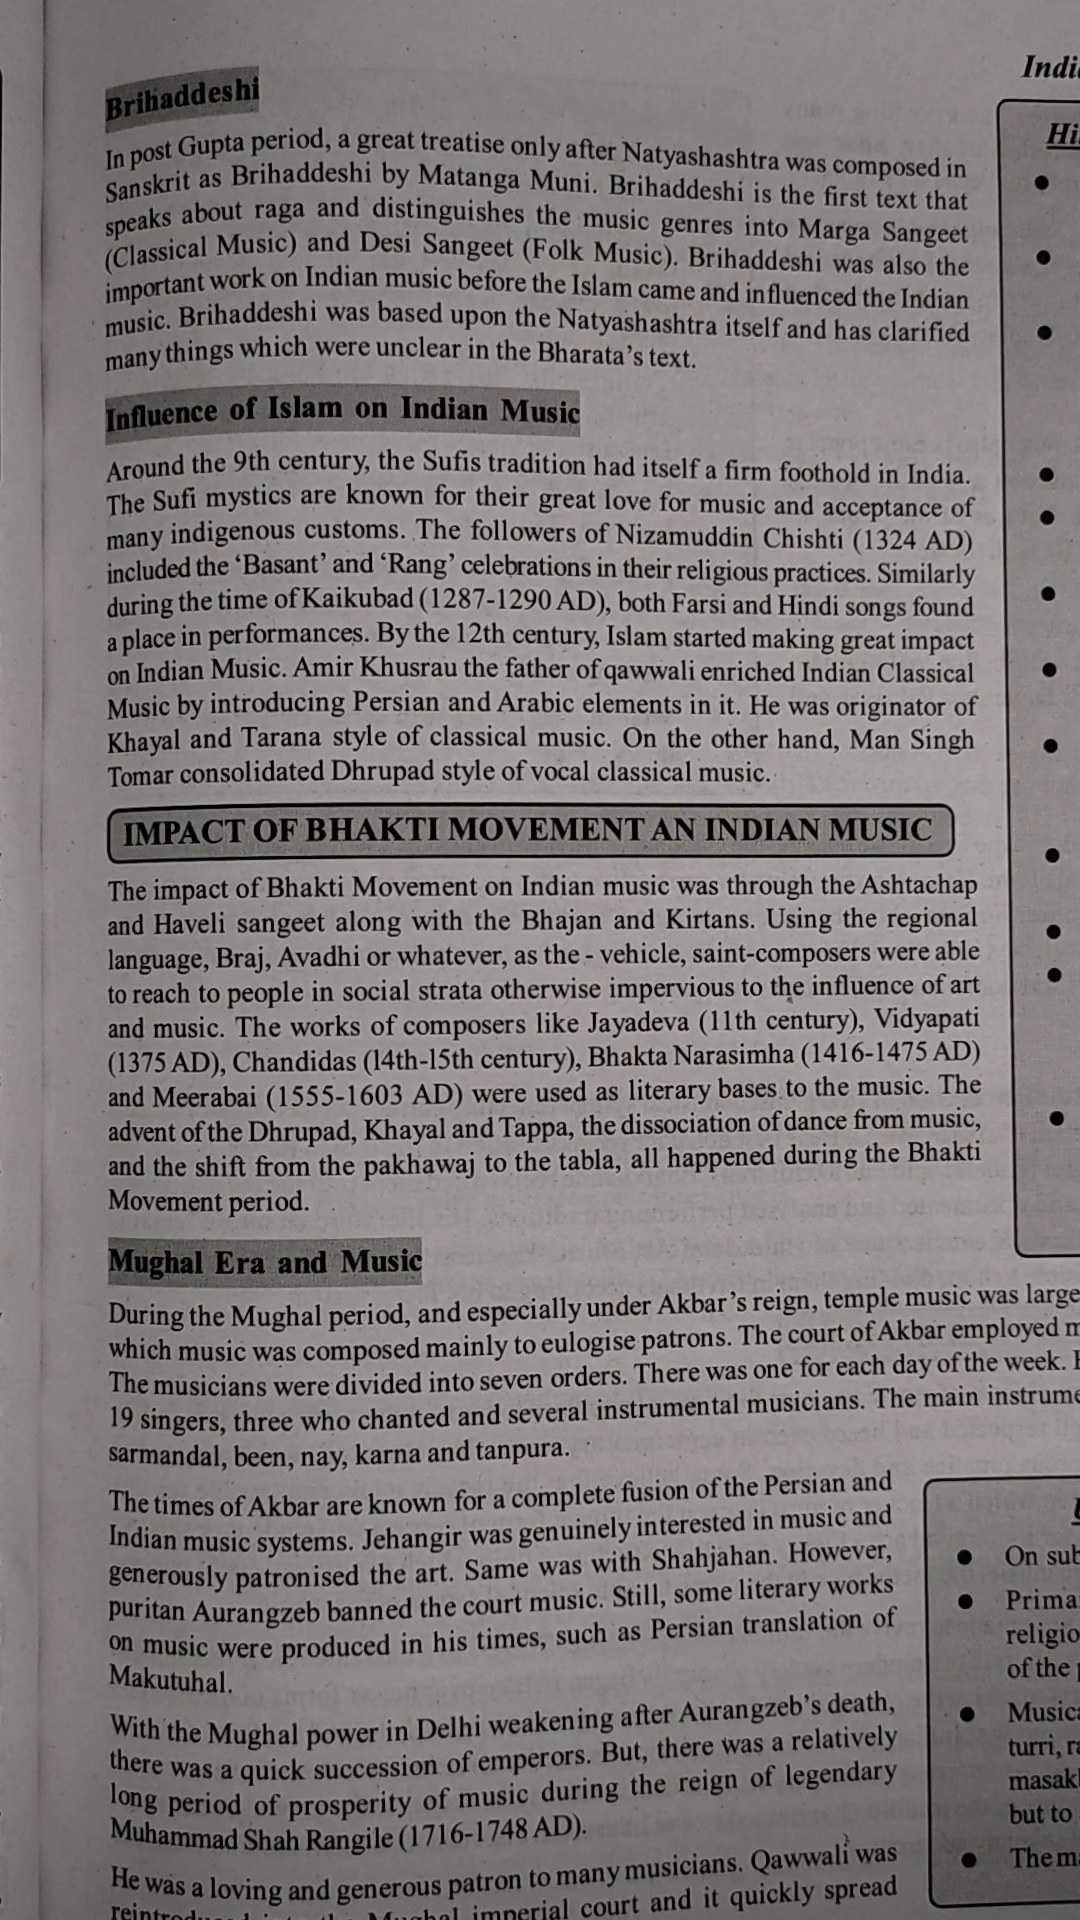 Brihaddeshi
In post Gupta period, a great treatise only after Natyashashtra was composed in
Sanskrit as Brihaddeshi by Matanga Muni. Brihaddeshi is the first text that
speaks about raga and distinguishes the music genres into Marga Sangeet
(Classical Music) and Desi Sangeet (Folk Music). Brihaddeshi was also the
important work on Indian music before the Islam came and influenced the Indian
music. Brihaddeshi was based upon the Natyashashtra itself and has clarified
many things which were unclear in the Bharata's text.
Influence of Islam on Indian Music
Around the 9th century, the Sufis tradition had itself a firm foothold in India.
The Sufi mystics are known for their great love for music and acceptance of
many indigenous customs. The followers of Nizamuddin Chishti (1324 AD)
included the 'Basant' and 'Rang' celebrations in their religious practices. Similarly
during the time of Kaikubad (1287-1290 AD), both Farsi and Hindi songs found
a place in performances. By the 12th century, Islam started making great impact
on Indian Music. Amir Khusrau the father of qawwali enriched Indian Classical
Music by introducing Persian and Arabic elements in it. He was originator of
Khayal and Tarana style of classical music. On the other hand, Man Singh
Tomar consolidated Dhrupad style of vocal classical music.
IMPACT OF BHAKTI MOVEMENT AN INDIAN MUSIC
The impact of Bhakti Movement on Indian music was through the Ashtachap
and Haveli sangeet along with the Bhajan and Kirtans. Using the regional
language, Braj, Avadhi or whatever, as the - vehicle, saint-composers were able
to reach to people in social strata otherwise impervious to the influence of art
and music. The works of composers like Jayadeva (11th century), Vidyapati
(1375 AD), Chandidas (14th-15th century), Bhakta Narasimha (1416-1475 AD)
and Meerabai (1555-1603 AD) were used as literary bases to the music. The
advent of the Dhrupad, Khayal and Tappa, the dissociation of dance from music,
and the shift from the pakhawaj to the tabla, all happened during the Bhakti
Movement period.
Mughal Era and Music
During the Mughal period, and especially under Akbar's reign, temple music was large
which music was composed mainly to eulogise patrons. The court of Akbar employed
The musicians were divided into seven orders. There was one for each day of the week.
19 singers, three who chanted and several instrumental musicians. The main instrume
sarmandal, been, nay, karna and tanpura.
The times of Akbar are known for a complete fusion of the Persian and
Indian music systems. Jehangir was genuinely interested in music and
generously patronised the art. Same was with Shahjahan. However,
puritan Aurangzeb banned the court music. Still, some literary works
on music were produced in his times, such as Persian translation of
Makutuhal.
With the Mughal power in Delhi weakening after Aurangzeb's death,
there was a quick succession of emperors. But, there was a relatively
long period of prosperity of music during the reign of legendary
Muhammad Shah Rangile (1716-1748 AD).
He was a loving and generous patron to many musicians. Qawwali was
Mughal imperial court and it quickly spread
Indi
Hi
● On sub
● Prima
religio
of the
● Music
turri, ra
masak
but to
● The m